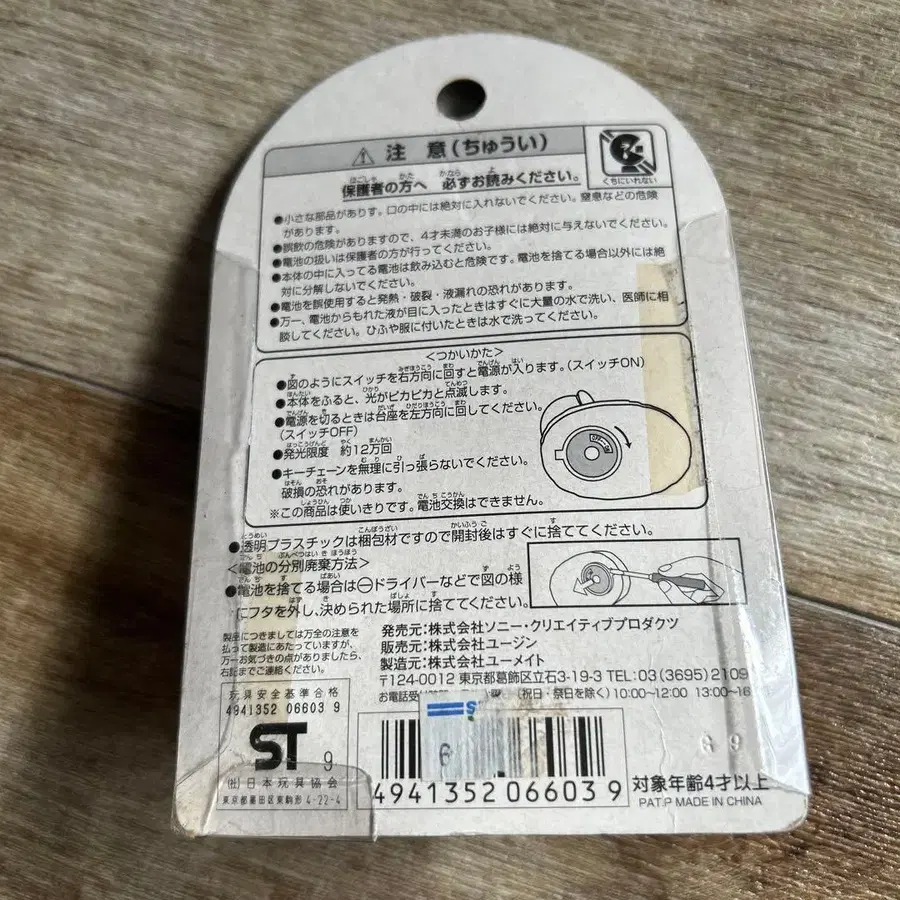 ⚠ 注 意(ちゅうい)
保護者の方へ 必ずお読みください。
くちにいれない
●小さな部品がありす。口の中には絶対に入れないでください。窒息などの危険
があります。
●誤飲の危険がありますので、4才未満のお子様には絶対に与えないでください。
●電池の扱いは保護者の方が行ってください。
●本体の中に入ってる電池は飲み込むと危険です。電池を捨てる場合以外には絶
対に分解しないでください。
●電池を誤使用すると発熱・破裂・液漏れの恐れがあります。
●万一、電池からもれた液が目に入ったときはすぐに大量の水で洗い、医師に相
談してください。ひふや服に付いたときは水で洗ってください。
<つかいかた>
●図のようにスイッチを右方向に回すと電源が入ります。(スイッチON)
●本体をふると、光がピカピカと点滅します。
●電源を切るときは台座を左方向に回してください。
(スイッチOFF)
●発光限度 約12万回
●キーチェーンを無理に引っ張らないでください。
破損の恐れがあります。
※この商品は使いきりです。電池交換はできません。
●透明プラスチックは梱包材ですので開封後はすぐに捨ててください。
<電池の分別廃棄方法>
●電池を捨てる場合は⊖ドライバーなどで図の様
にフタを外し、決められた場所に捨ててください。
製品につきましては万全の注意を
払って製造にあたっていますが、
万一お気づきの点がありましたら、
右記までご連絡ください。
発売元:株式会社ソニー・クリエイティブプロダクツ
販売元:株式会社ユージン
製造元:株式会社ユーメイト
〒124-0012 東京都葛飾区立石3-19-3 TEL:03(3695)2109
お電話受付 (祝日・祭日を除く)10:00~12:00 13:00~16
玩具安全基準合格
4941352 06603 9
ST 9
(社)日本玩具協会
東京都墨田区東駒形 4-22-4
6
4941352 066039
69
対象年齢4才以上
PAT.P MADE IN CHINA